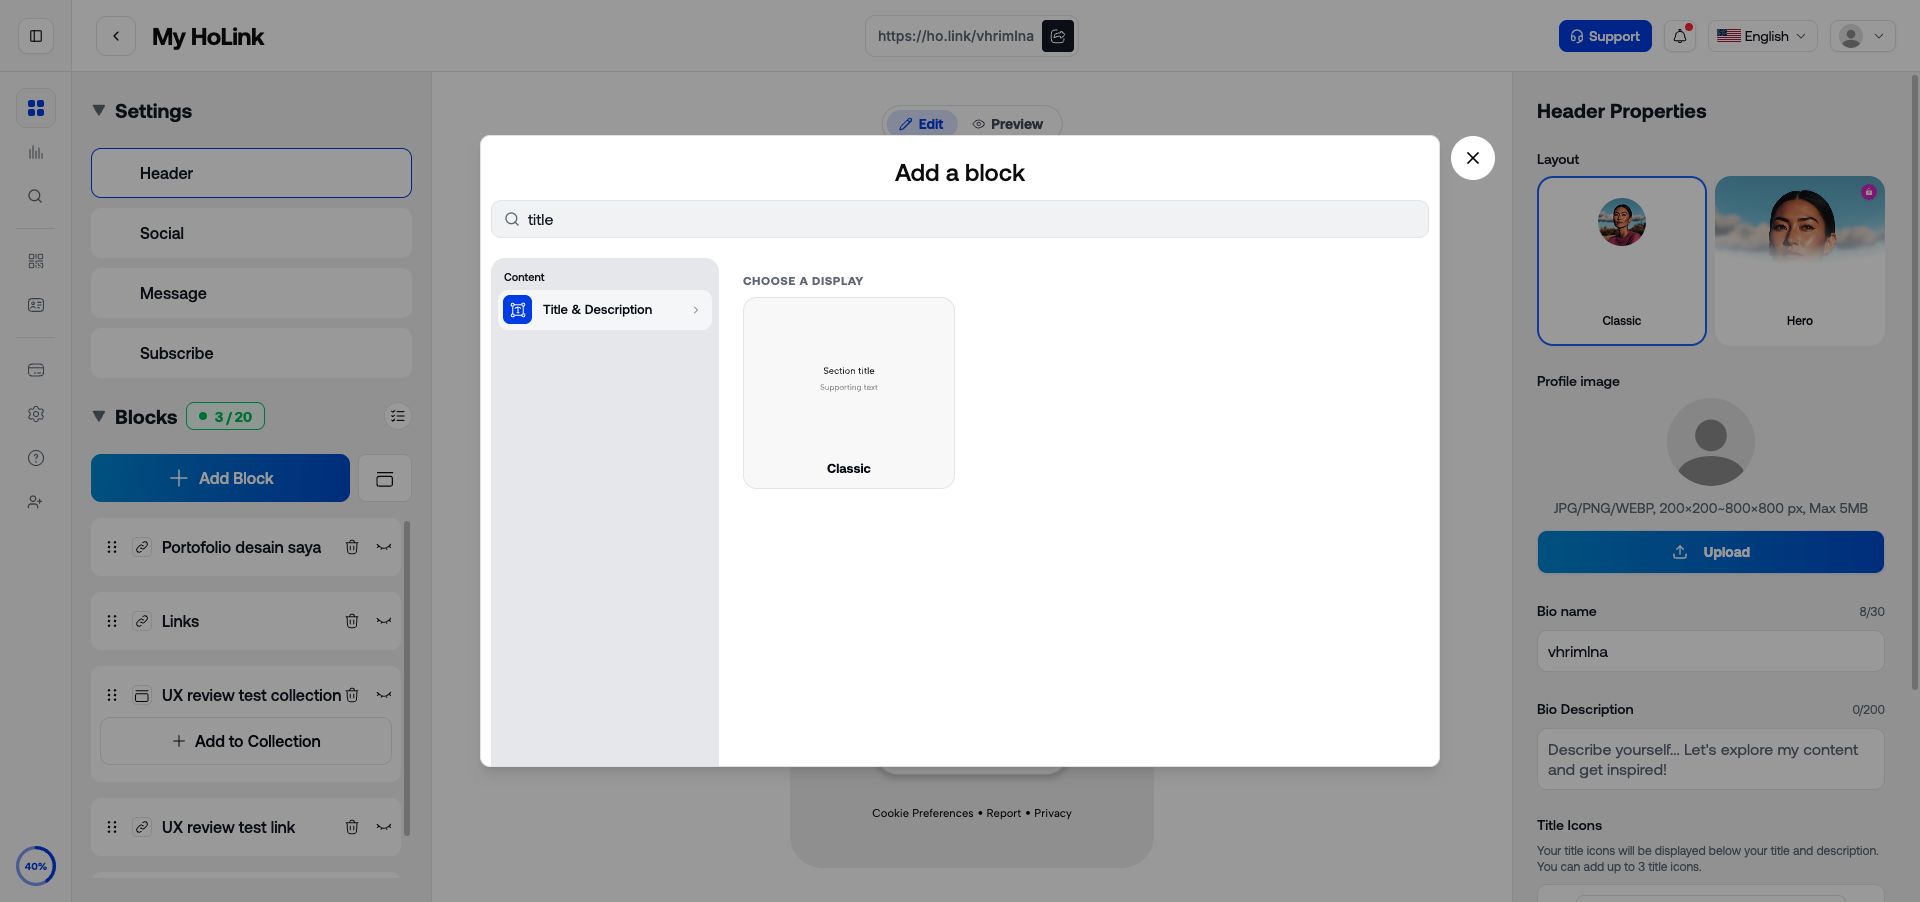 My HoLink
https://ho.link/vhrimlna
Support
English
Settings
Header
Social
Message
Subscribe
Blocks
3 / 20
Add Block
Portofolio desain saya
Links
UX review test collection
Add to Collection
UX review test link
40%
Edit
Preview
Add a block
title
Content
Title & Description
CHOOSE A DISPLAY
Section title
Supporting text
Classic
Cookie Preferences • Report • Privacy
Header Properties
Layout
Classic
Hero
Profile image
JPG/PNG/WEBP, 200×200~800×800 px, Max 5MB
Upload
Bio name
8/30
vhrimlna
Bio Description
0/200
Describe yourself... Let's explore my content
and get inspired!
Title Icons
Your title icons will be displayed below your title and description.
You can add up to 3 title icons.